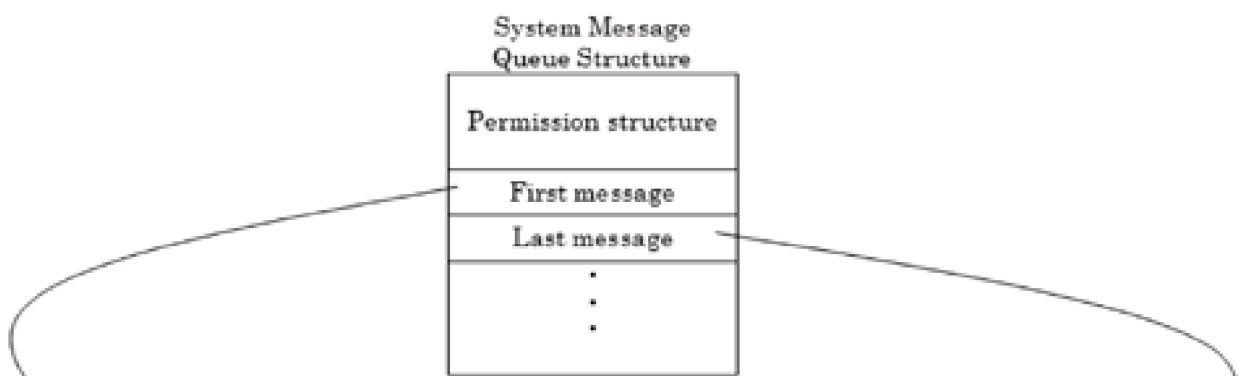 System Message
Queue Structure
Permission structure
First message
Last message